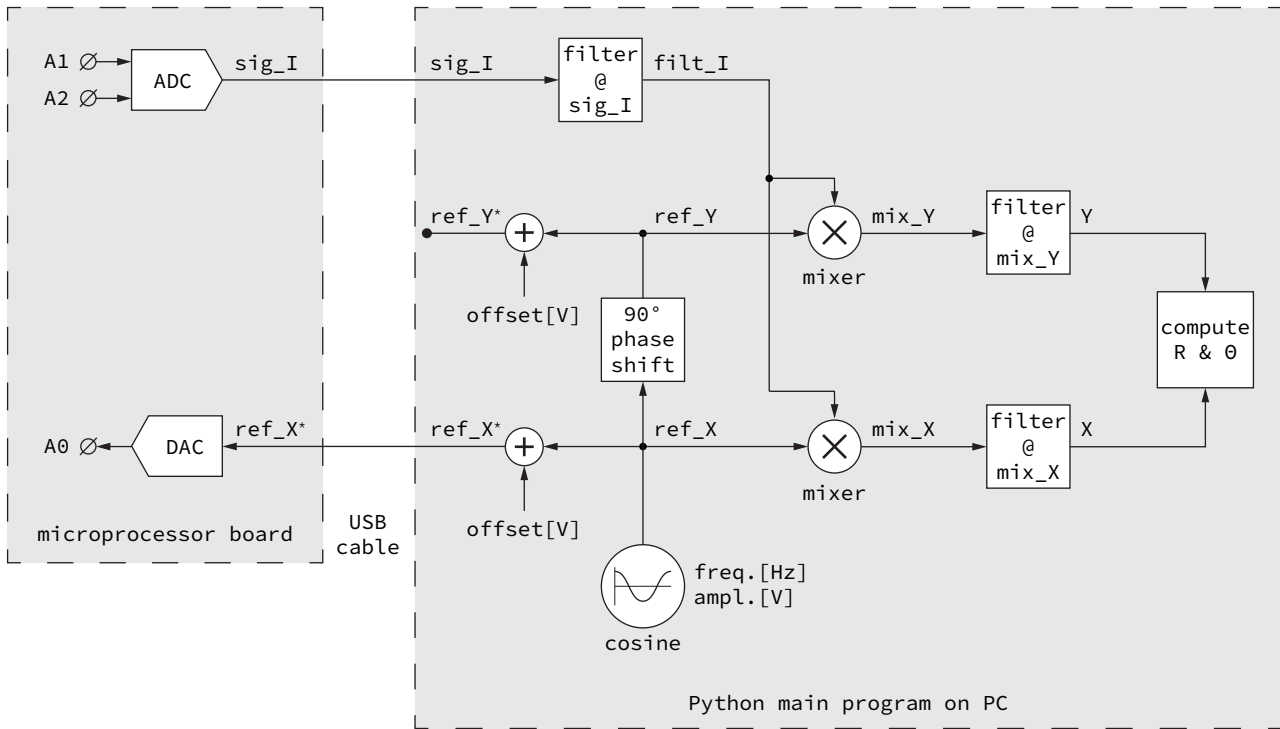 A1
A2
ADC
sig_I
sig_I
filter
@
sig_I
filt_I
ref_Y*
+
offset[V]
ref_Y
mixer
mix_Y
filter
@
mix_Y
Y
90°
phase
shift
compute
R & Θ
A0
DAC
ref_X*
ref_X*
+
offset[V]
ref_X
mixer
mix_X
filter
@
mix_X
X
microprocessor board
USB
cable
freq.[Hz]
ampl.[V]
cosine
Python main program on PC